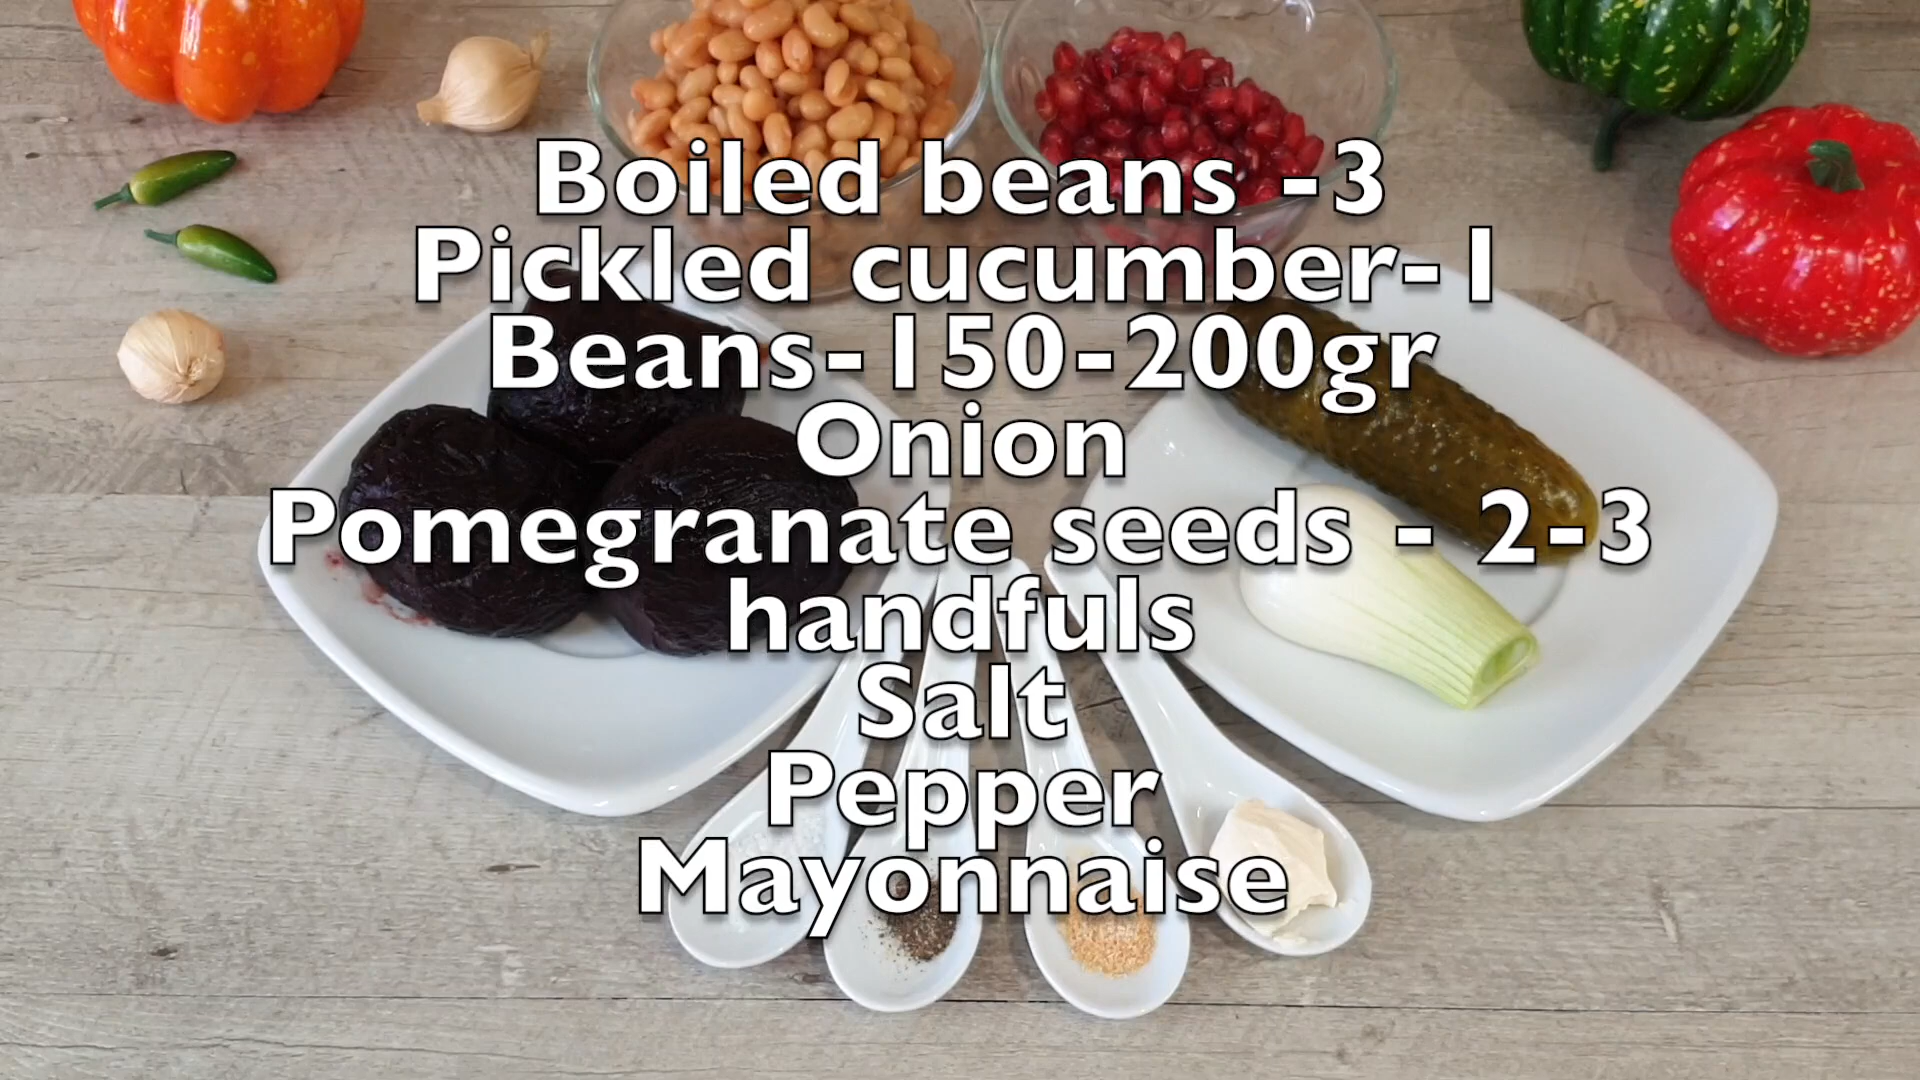 Boiled beans -3
Pickled cucumber-1
Beans-150-200gr
Onion
Pomegranate seeds - 2-3
handfuls
Salt
Pepper
Mayonnaise